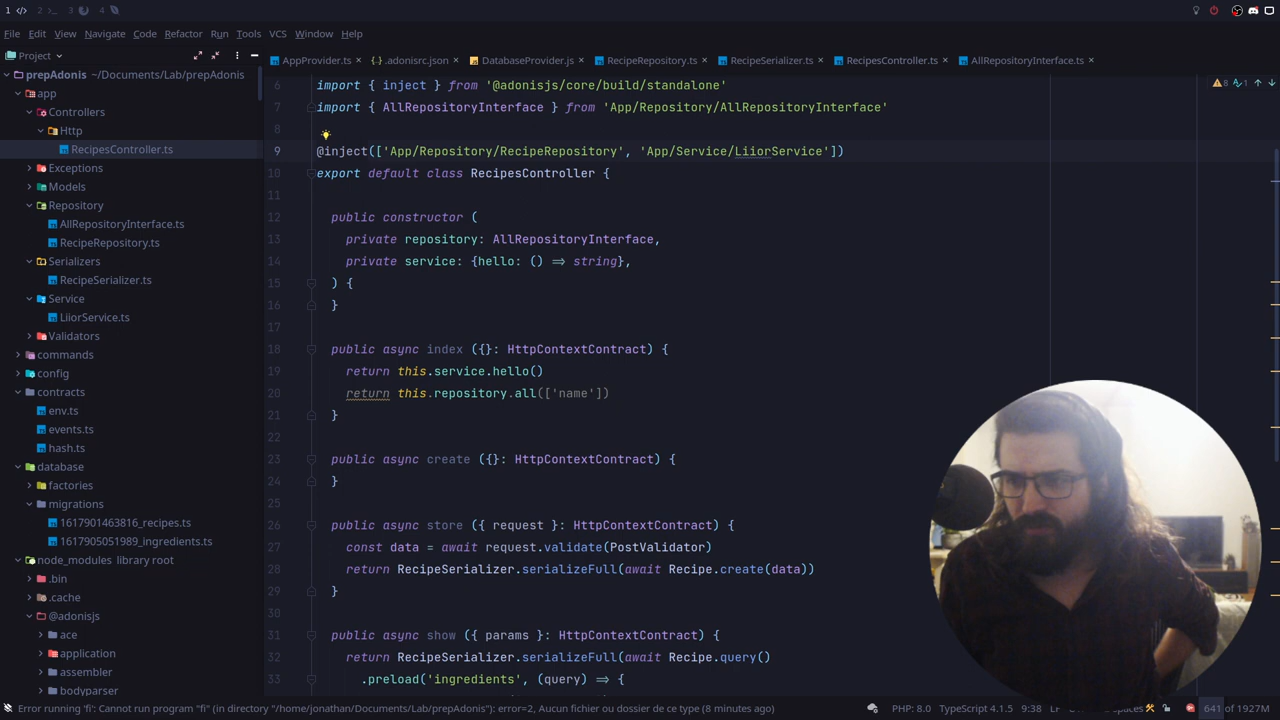 1 2 3 4
File Edit View Navigate Code Refactor Run Tools VCS Window Help
Project
AppProvider.ts × .adonisrc.json × DatabaseProvider.js × RecipeRepository.ts × RecipeSerializer.ts × RecipesController.ts × AllRepositoryInterface.ts ×
prepAdonis ~/Documents/Lab/prepAdonis
app
Controllers
Http
RecipesController.ts
Exceptions
Models
Repository
AllRepositoryInterface.ts
RecipeRepository.ts
Serializers
RecipeSerializer.ts
Service
LiiorService.ts
Validators
commands
config
contracts
env.ts
events.ts
hash.ts
database
factories
migrations
1617901463816_recipes.ts
1617905051989_ingredients.ts
node_modules library root
.bin
.cache
@adonisjs
ace
application
assembler
bodyparser
8 1
6 import { inject } from '@adonisjs/core/build/standalone'
7 import { AllRepositoryInterface } from 'App/Repository/AllRepositoryInterface'
8
9 @inject(['App/Repository/RecipeRepository', 'App/Service/LiiorService'])
10 export default class RecipesController {
11
12 public constructor (
13 private repository: AllRepositoryInterface,
14 private service: {hello: () => string},
15 ) {
16 }
17
18 public async index ({}: HttpContextContract) {
19 return this.service.hello()
20 return this.repository.all(['name'])
21 }
22
23 public async create ({}: HttpContextContract) {
24 }
25
26 public async store ({ request }: HttpContextContract) {
27 const data = await request.validate(PostValidator)
28 return RecipeSerializer.serializeFull(await Recipe.create(data))
29 }
30
31 public async show ({ params }: HttpContextContract) {
32 return RecipeSerializer.serializeFull(await Recipe.query()
33 .preload('ingredients', (query) => {
Error running 'fi': Cannot run program "fi" (in directory "/home/jonathan/Documents/Lab/prepAdonis"): error=2, Aucun fichier ou dossier de ce type (8 minutes ago) PHP: 8.0 TypeScript 4.1.5 9:38 641 of 1927M